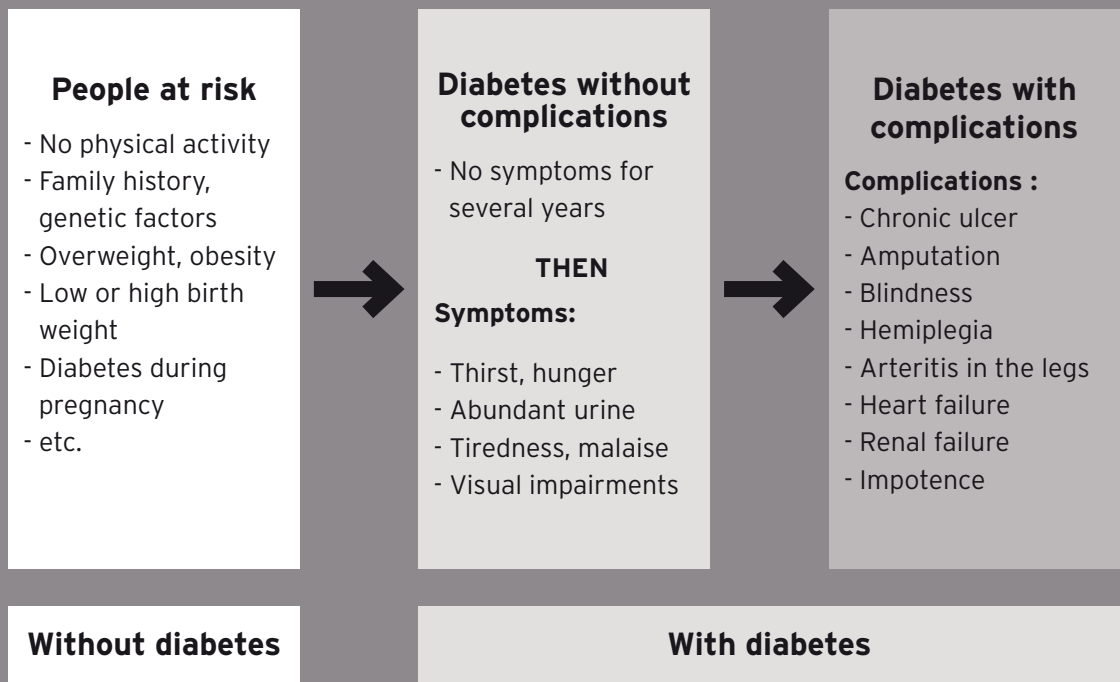 People at risk
- No physical activity
- Family history,
genetic factors
- Overweight, obesity
- Low or high birth
weight
- Diabetes during
pregnancy
- etc.
Diabetes without
complications
- No symptoms for
several years
THEN
Symptoms:
- Thirst, hunger
- Abundant urine
- Tiredness, malaise
- Visual impairments
Diabetes with
complications
Complications :
- Chronic ulcer
- Amputation
- Blindness
- Hemiplegia
- Arteritis in the legs
- Heart failure
- Renal failure
- Impotence
Without diabetes
With diabetes